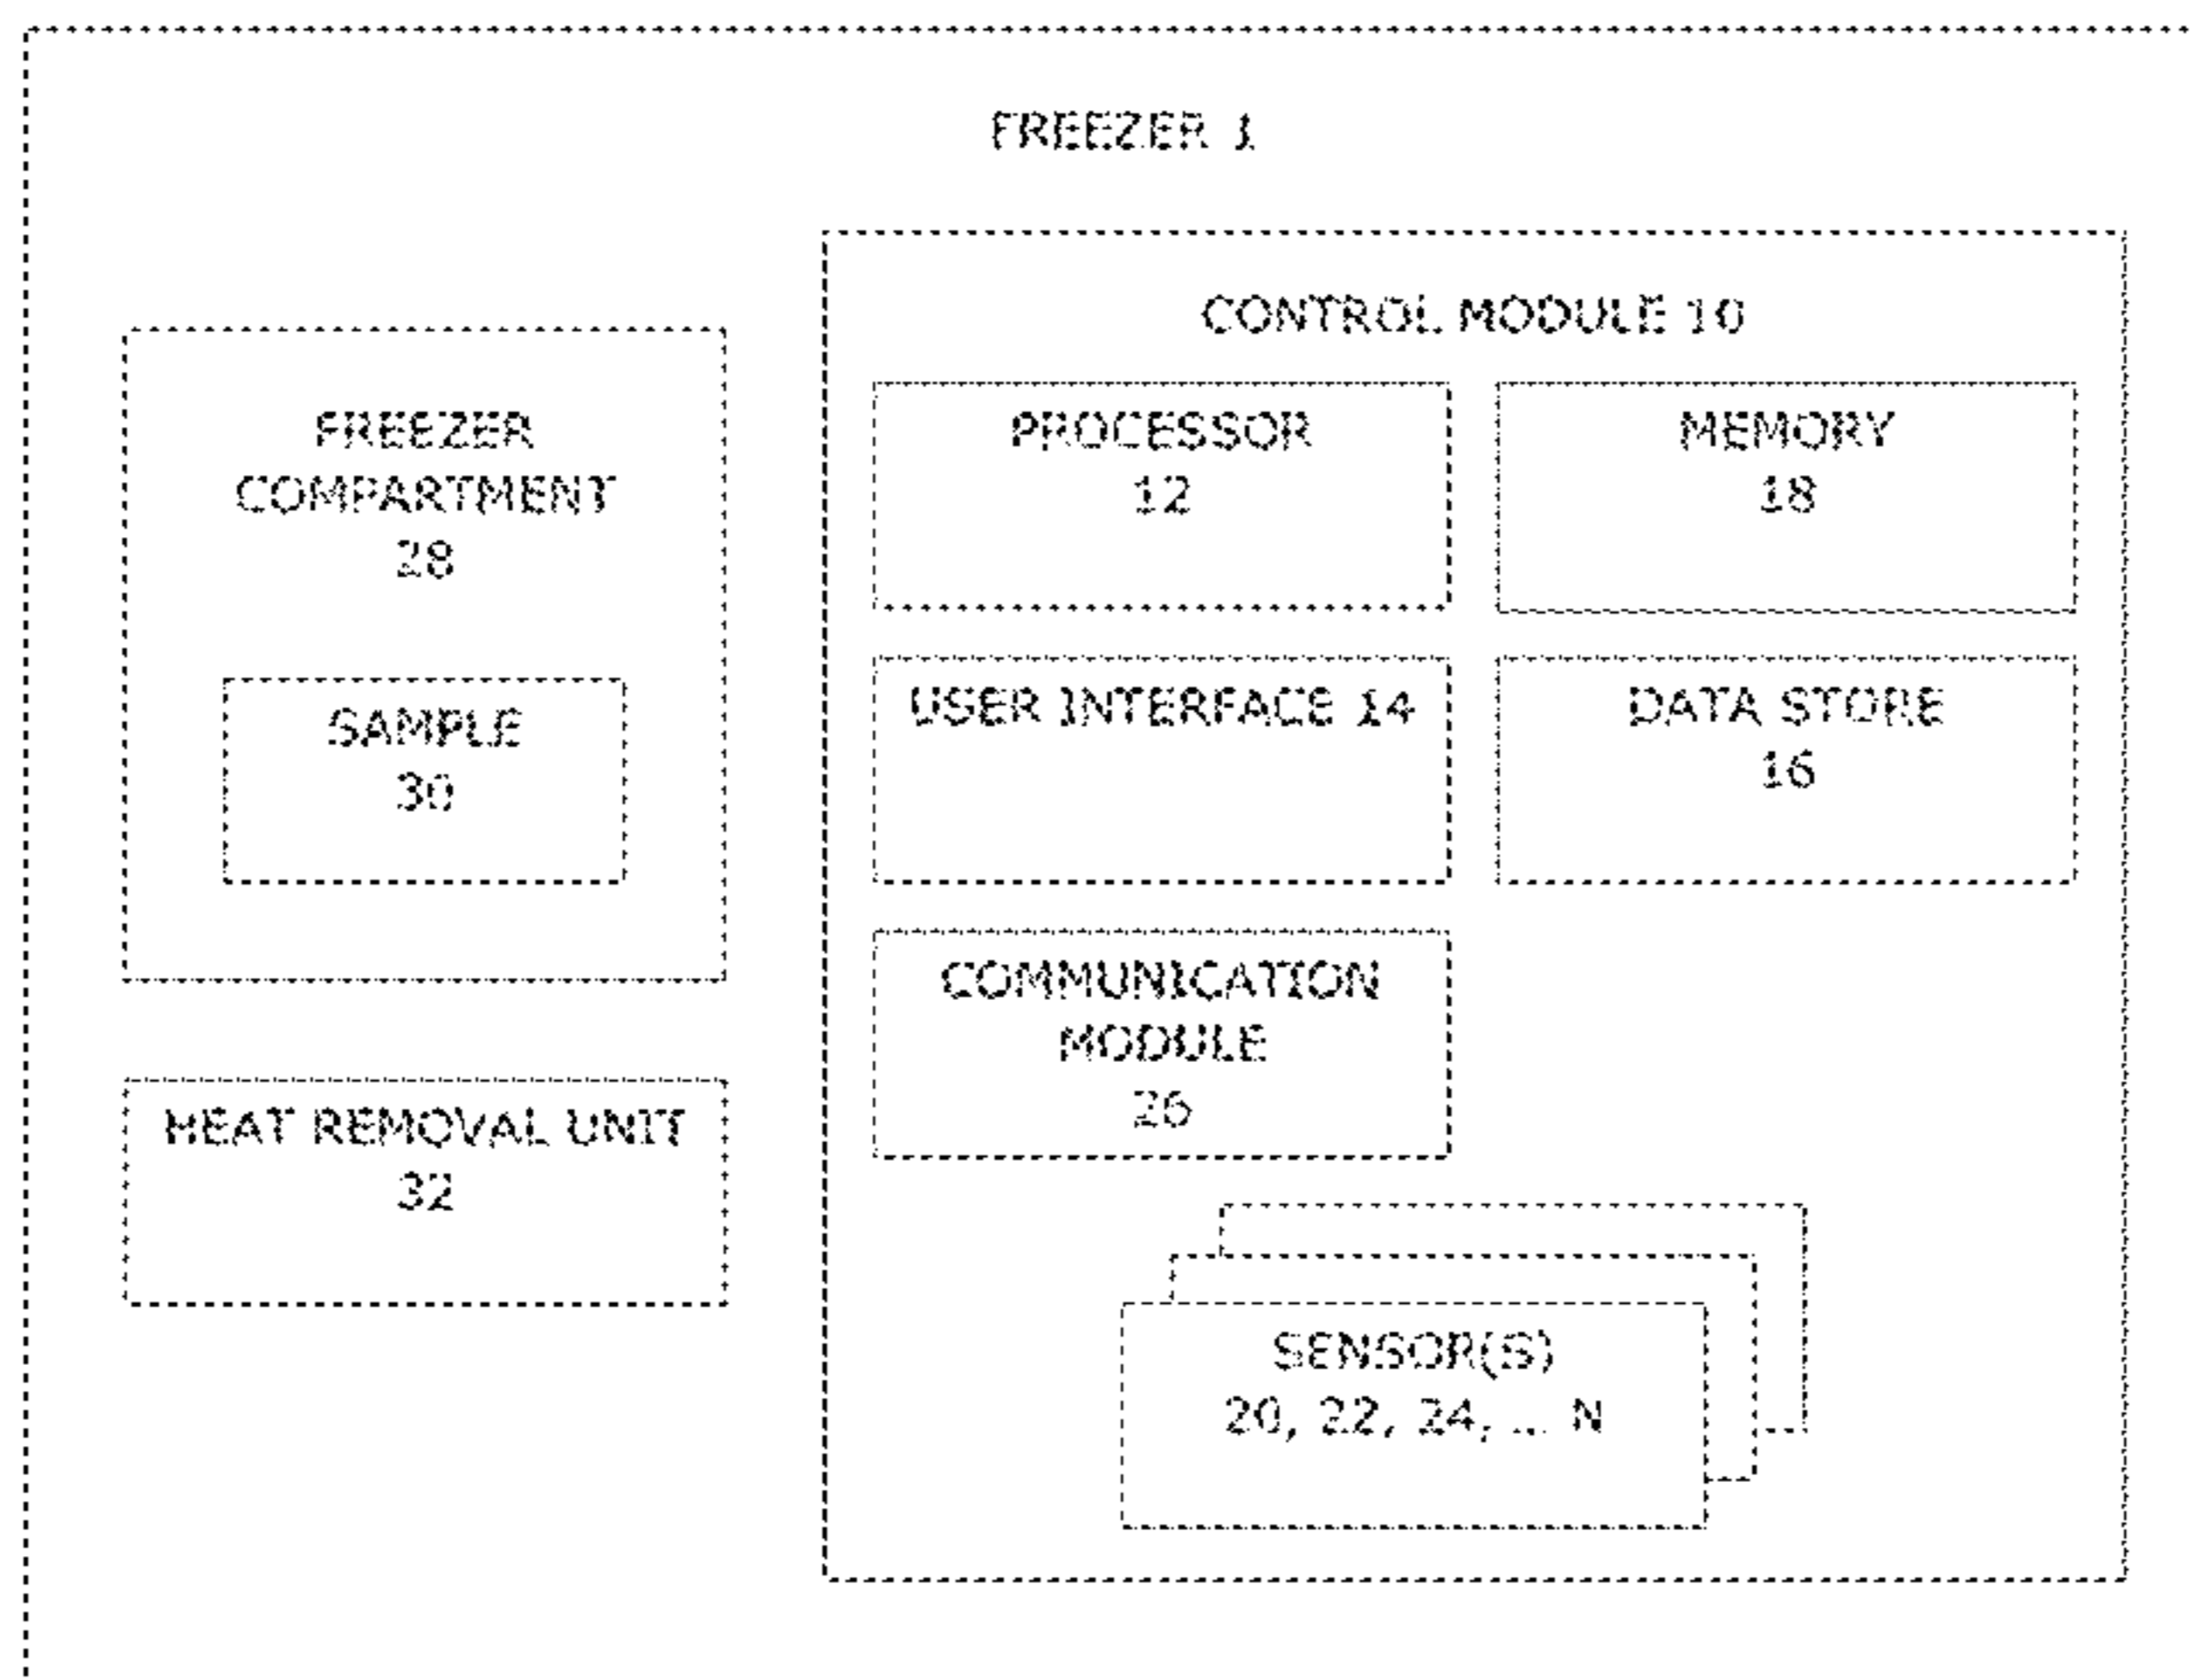 FREEZER 1
FREEZER
COMPARTMENT
28
SAMPLE
30
HEAT REMOVAL UNIT
32
CONTROL MODULE 10
PROCESSOR
12
MEMORY
18
USER INTERFACE 14
DATA STORE
16
COMMUNICATION
MODULE
26
SENSOR(S)
20, 22, 24, ... N